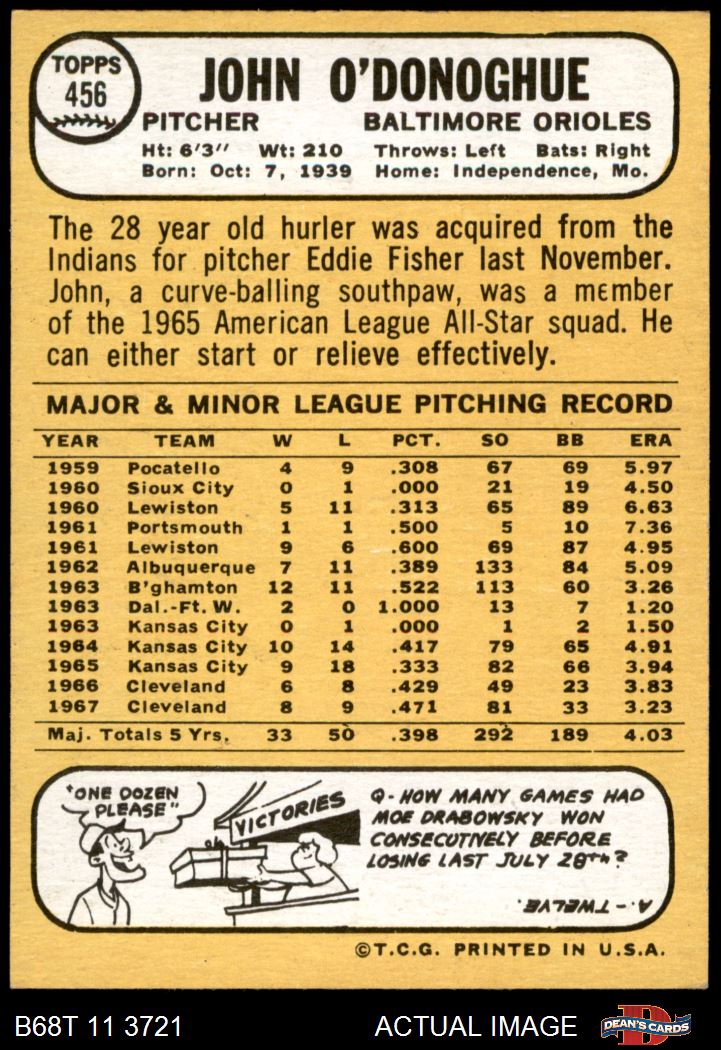 TOPPS
456
JOHN O'DONOGHUE
PITCHER BALTIMORE ORIOLES
Ht: 6'3" Wt: 210 Throws: Left Bats: Right
Born: Oct: 7, 1939 Home: Independence, Mo.
The 28 year old hurler was acquired from the
Indians for pitcher Eddie Fisher last November.
John, a curve-balling southpaw, was a member
of the 1965 American League All-Star squad. He
can either start or relieve effectively.
MAJOR & MINOR LEAGUE PITCHING RECORD
YEAR TEAM W L PCT. SO BB ERA
1959 Pocatello 4 9 .308 67 69 5.97
1960 Sioux City 0 1 .000 21 19 4.50
1960 Lewiston 5 11 .313 65 89 6.63
1961 Portsmouth 1 1 .500 5 10 7.36
1961 Lewiston 9 6 .600 69 87 4.95
1962 Albuquerque 7 11 .389 133 84 5.09
1963 B'ghamton 12 11 .522 113 60 3.26
1963 Dal.-Ft. W. 2 0 1.000 13 7 1.20
1963 Kansas City 0 1 .000 1 2 1.50
1964 Kansas City 10 14 .417 79 65 4.91
1965 Kansas City 9 18 .333 82 66 3.94
1966 Cleveland 6 8 .429 49 23 3.83
1967 Cleveland 8 9 .471 81 33 3.23
Maj. Totals 5 Yrs. 33 50 .398 292 189 4.03
"ONE DOZEN
PLEASE"
VICTORIES
Q- HOW MANY GAMES HAD
MOE DRABOWSKY WON
CONSECUTIVELY BEFORE
LOSING LAST JULY 28TH?
A.- TWELVE.
©T.C.G. PRINTED IN U.S.A.
B68T 11 3721 ACTUAL IMAGE
D
DEAN'S CARDS